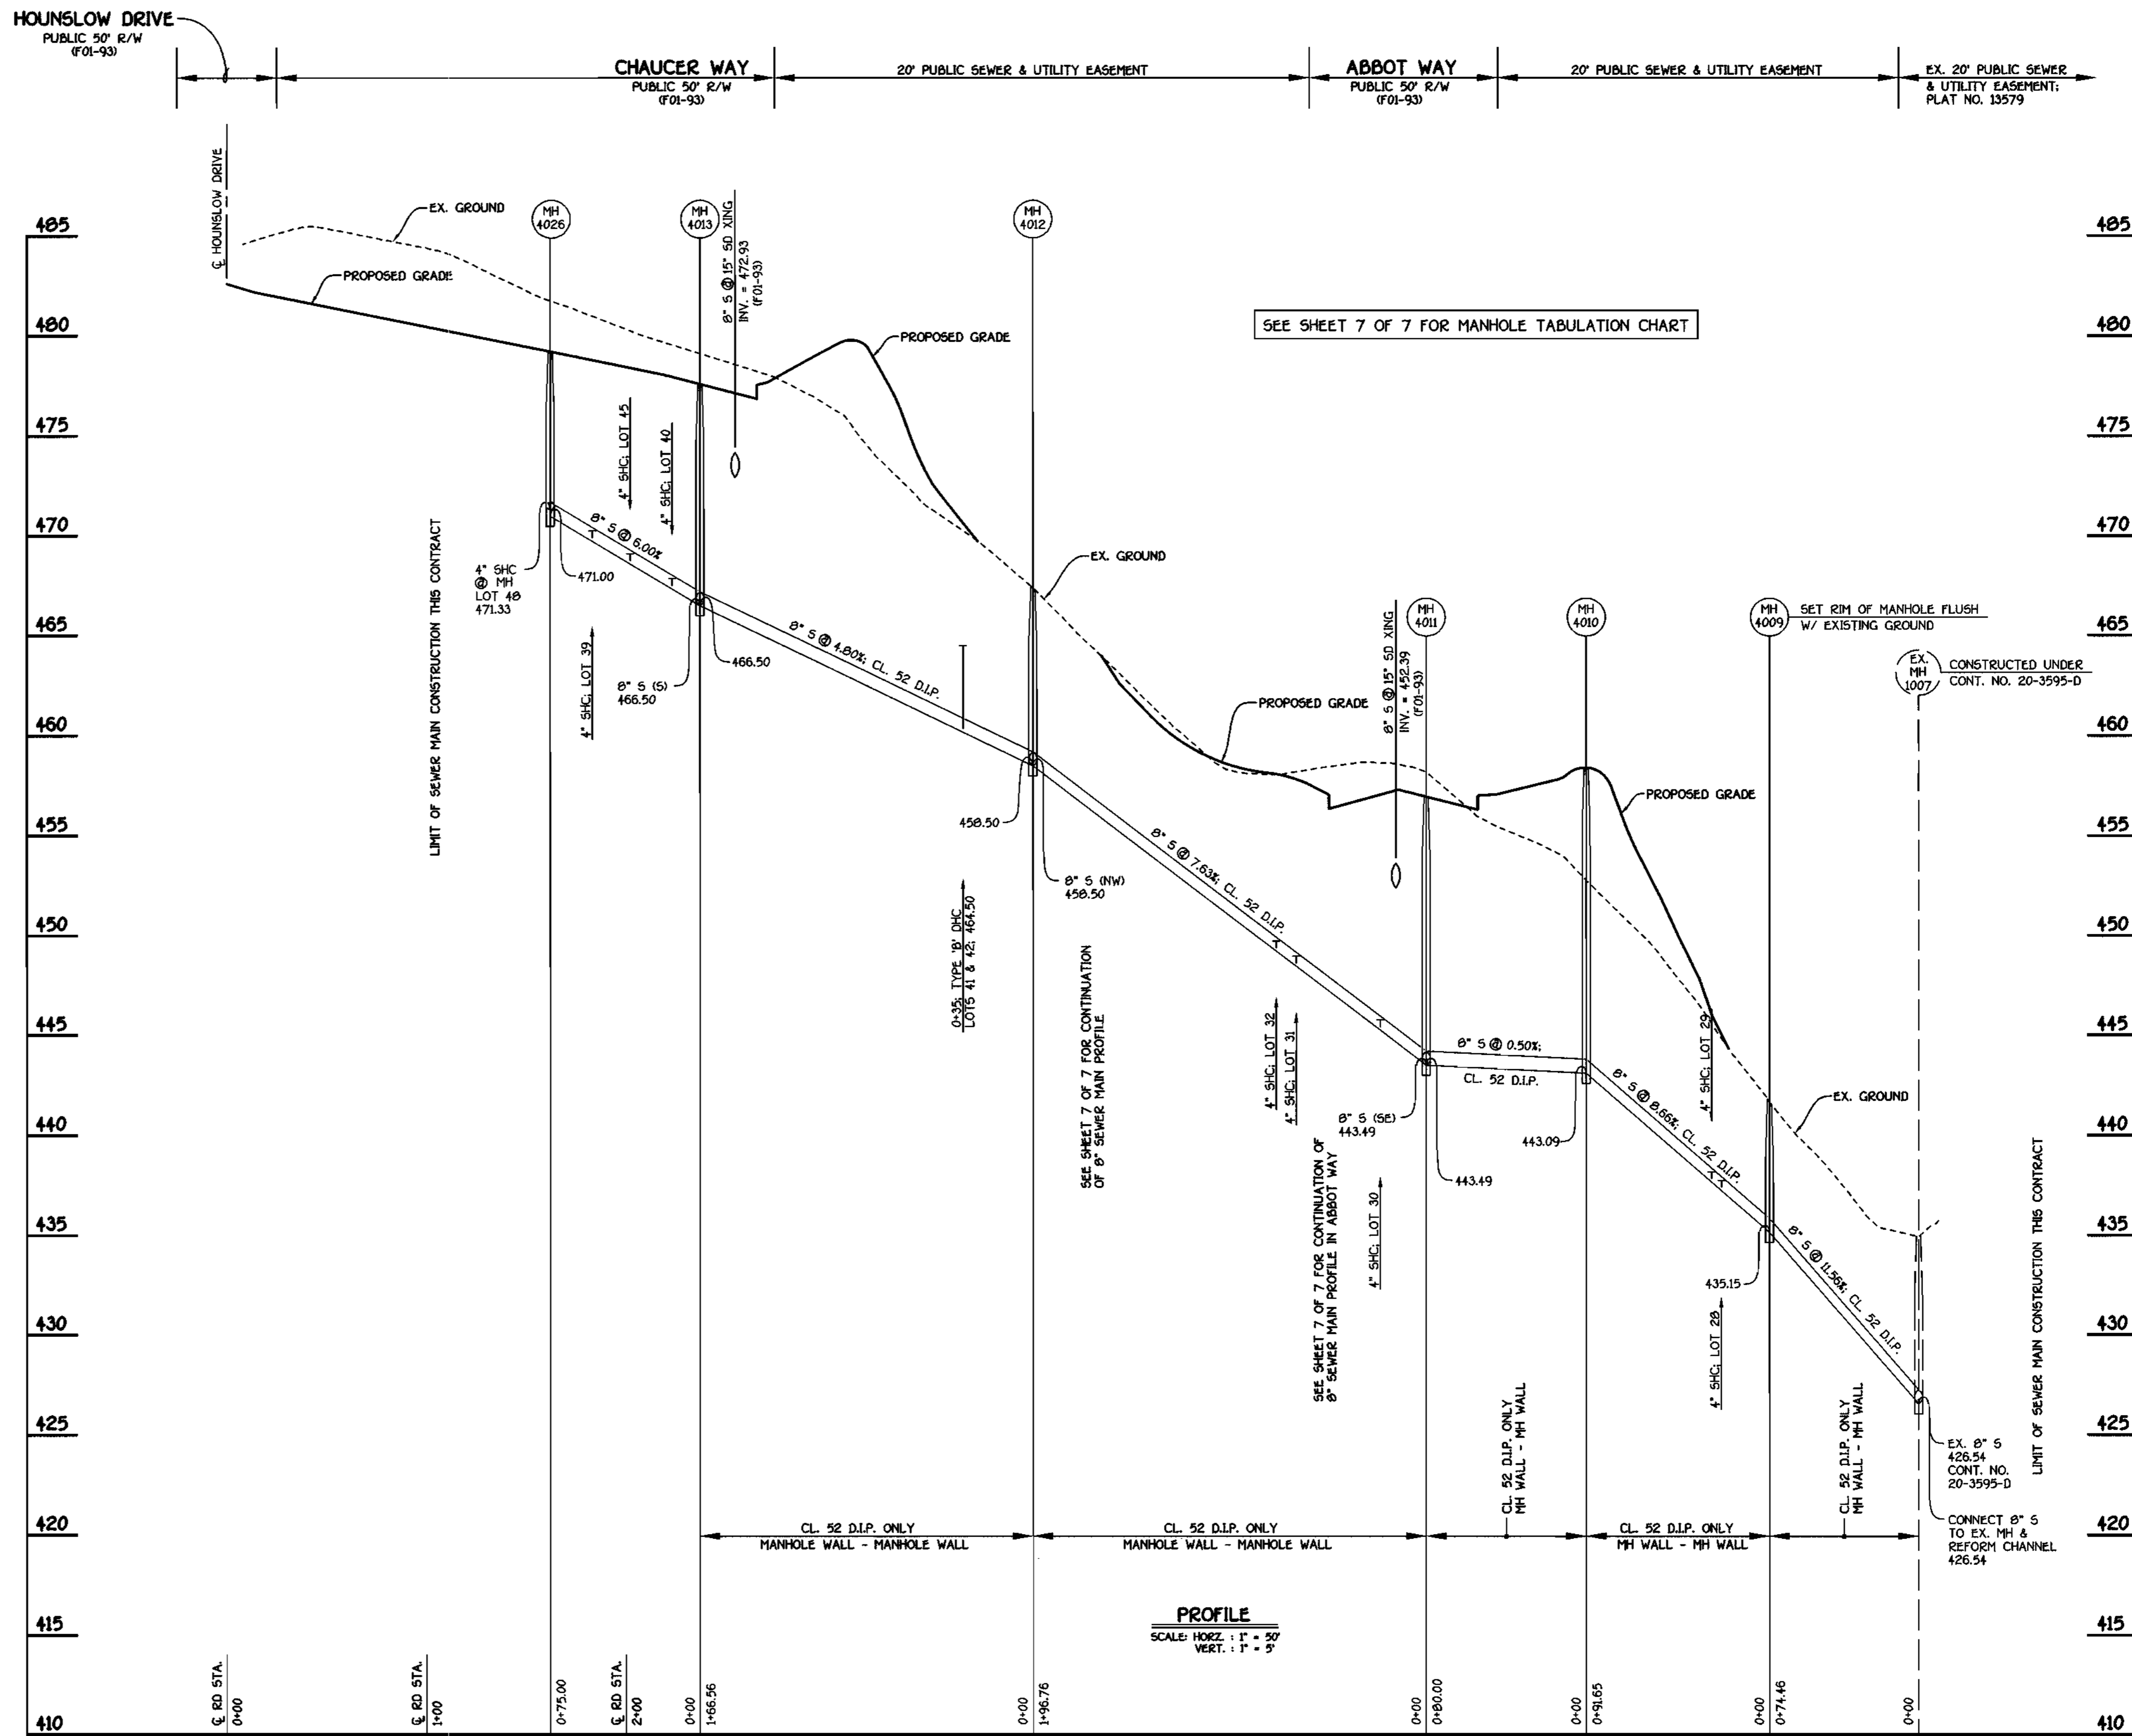 HOUNSLOW DRIVE
PUBLIC 50' R/W
(F01-93)
CHAUCER WAY
PUBLIC 50' R/W
(F01-93)
20' PUBLIC SEWER & UTILITY EASEMENT
ABBOT WAY
PUBLIC 50' R/W
(F01-93)
20' PUBLIC SEWER & UTILITY EASEMENT
EX. 20' PUBLIC SEWER
& UTILITY EASEMENT;
PLAT NO. 13579
℄ HOUNSLOW DRIVE
EX. GROUND
PROPOSED GRADE
MH
4026
MH
4013
8" S @ 15" SD XING
INV. = 472.93
(F01-93)
MH
4012
PROPOSED GRADE
SEE SHEET 7 OF 7 FOR MANHOLE TABULATION CHART
485
480
475
470
465
460
455
450
445
440
435
430
425
420
415
410
485
480
475
470
465
460
455
450
445
440
435
430
425
420
415
410
LIMIT OF SEWER MAIN CONSTRUCTION THIS CONTRACT
4" SHC
@ MH
LOT 48
471.33
8" S @ 6.00%
T
T
T
471.00
4" SHC; LOT 45
4" SHC; LOT 40
4" SHC; LOT 39
8" S (S)
466.50
466.50
8" S @ 4.80%; CL. 52 D.I.P.
EX. GROUND
458.50
0+35; TYPE 'B' DHC
LOTS 41 & 42; 464.50
8" S (NW)
458.50
SEE SHEET 7 OF 7 FOR CONTINUATION
OF 8" SEWER MAIN PROFILE
8" S @ 7.63%; CL. 52 D.I.P.
T
T
T
PROPOSED GRADE
8" S @ 15" SD XING
INV. = 452.39
(F01-93)
MH
4011
MH
4010
MH
4009
SET RIM OF MANHOLE FLUSH
W/ EXISTING GROUND
EX.
MH
1007
CONSTRUCTED UNDER
CONT. NO. 20-3595-D
PROPOSED GRADE
4" SHC; LOT 32
4" SHC; LOT 31
8" S (SE)
443.49
443.49
4" SHC; LOT 30
SEE SHEET 7 OF 7 FOR CONTINUATION OF
8" SEWER MAIN PROFILE IN ABBOT WAY
8" S @ 0.50%;
CL. 52 D.I.P.
443.09
8" S @ 8.66%; CL. 52 D.I.P.
T
T
4" SHC; LOT 29
EX. GROUND
435.15
4" SHC; LOT 28
8" S @ 11.56%; CL. 52 D.I.P.
LIMIT OF SEWER MAIN CONSTRUCTION THIS CONTRACT
EX. 8" S
426.54
CONT. NO.
20-3595-D
CONNECT 8" S
TO EX. MH &
REFORM CHANNEL
426.54
CL. 52 D.I.P. ONLY
MANHOLE WALL - MANHOLE WALL
CL. 52 D.I.P. ONLY
MANHOLE WALL - MANHOLE WALL
CL. 52 D.I.P. ONLY
MH WALL - MH WALL
CL. 52 D.I.P. ONLY
MH WALL - MH WALL
CL. 52 D.I.P. ONLY
MH WALL - MH WALL
PROFILE
SCALE: HORZ. : 1" = 50'
VERT. : 1" = 5'
℄ RD STA.
0+00
℄ RD STA.
1+00
0+75.00
℄ RD STA.
2+00
0+00
1+66.56
0+00
1+96.76
0+00
0+80.00
0+00
0+91.65
0+00
0+74.46
0+00